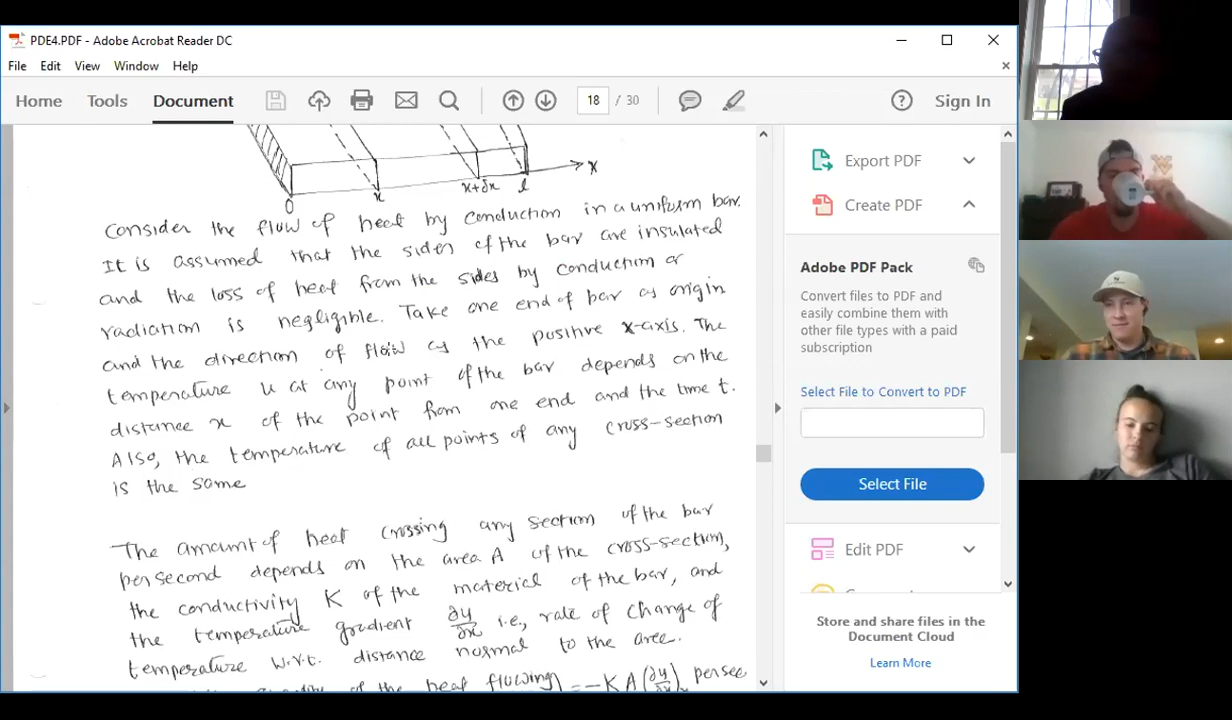 PDE4.PDF - Adobe Acrobat Reader DC
File Edit View Window Help
Home Tools Document 18 / 30 Sign In
0 x x+δx l X
Consider the flow of heat by conduction in a uniform bar.
It is assumed that the sides of the bar are insulated
and the loss of heat from the sides by conduction or
radiation is negligible. Take one end of bar as origin
and the direction of flow as the positive x-axis. The
temperature u at any point of the bar depends on the
distance x of the point from one end and the time t.
Also, the temperature of all points of any cross-section
is the same
The amount of heat crossing any section of the bar
per second depends on the area A of the cross-section,
the conductivity K of the material of the bar, and
the temperature gradient ∂u/∂x i.e., rate of change of
temperature w.r.t. distance normal to the area.
of the heat flowing = -KA(∂u/∂x)x per sec
Export PDF
Create PDF
Adobe PDF Pack
Convert files to PDF and
easily combine them with
other file types with a paid
subscription
Select File to Convert to PDF
Select File
Edit PDF
Store and share files in the
Document Cloud
Learn More